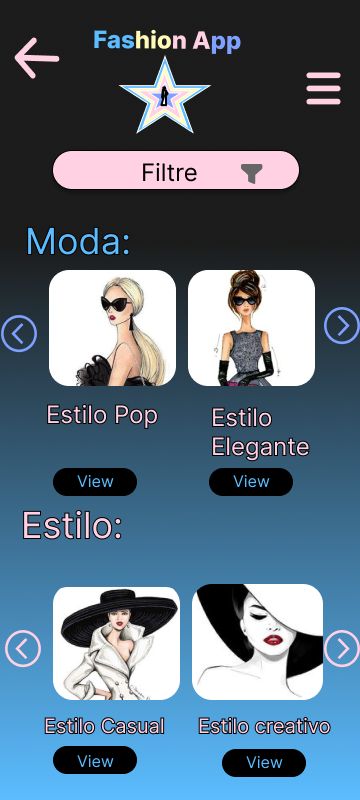 Fashion App
Filtre
Moda:
Estilo Pop
Estilo
Elegante
View
View
Estilo:
Estilo Casual
Estilo creativo
View
View